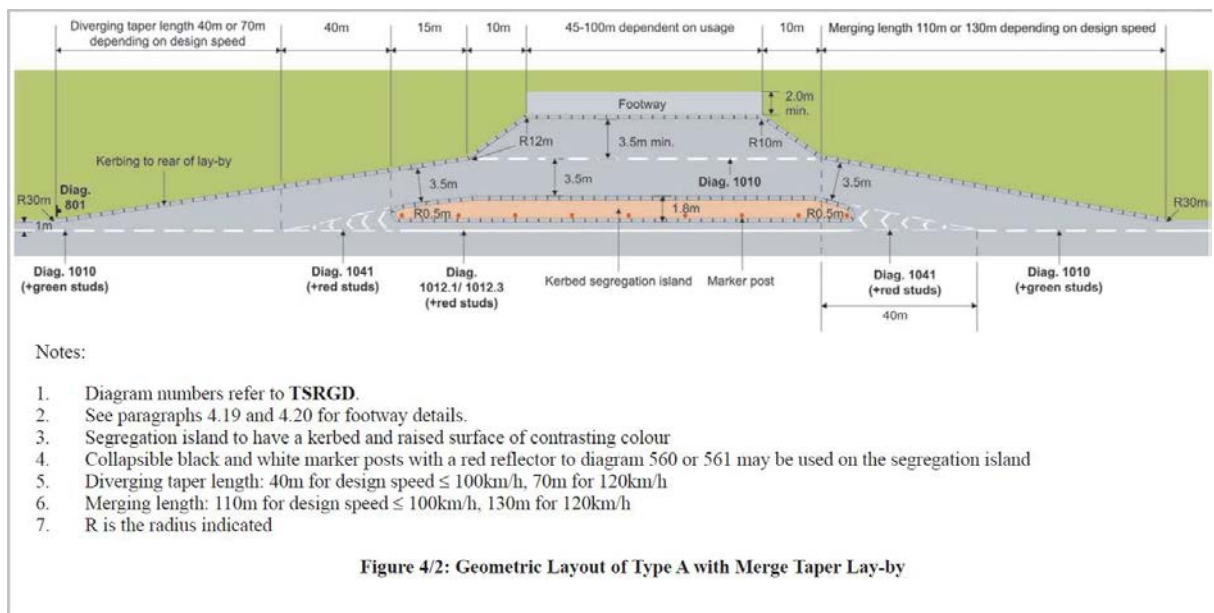 Diverging taper length 40m or 70m
depending on design speed
40m
15m
10m
45-100m dependent on usage
10m
Merging length 110m or 130m depending on design speed
Footway
2.0m
min.
R12m
3.5m min.
R10m
Kerbing to rear of lay-by
R30m
Diag.
801
3.5m
3.5m
Diag. 1010
3.5m
1m
R0.5m
1.8m
R0.5m
R30m
Diag. 1010
(+green studs)
Diag. 1041
(+red studs)
Diag.
1012.1/ 1012.3
(+red studs)
Kerbed segregation island
Marker post
Diag. 1041
(+red studs)
Diag. 1010
(+green studs)
40m
Notes:
1. Diagram numbers refer to TSRGD.
2. See paragraphs 4.19 and 4.20 for footway details.
3. Segregation island to have a kerbed and raised surface of contrasting colour
4. Collapsible black and white marker posts with a red reflector to diagram 560 or 561 may be used on the segregation island
5. Diverging taper length: 40m for design speed ≤ 100km/h, 70m for 120km/h
6. Merging length: 110m for design speed ≤ 100km/h, 130m for 120km/h
7. R is the radius indicated
Figure 4/2: Geometric Layout of Type A with Merge Taper Lay-by